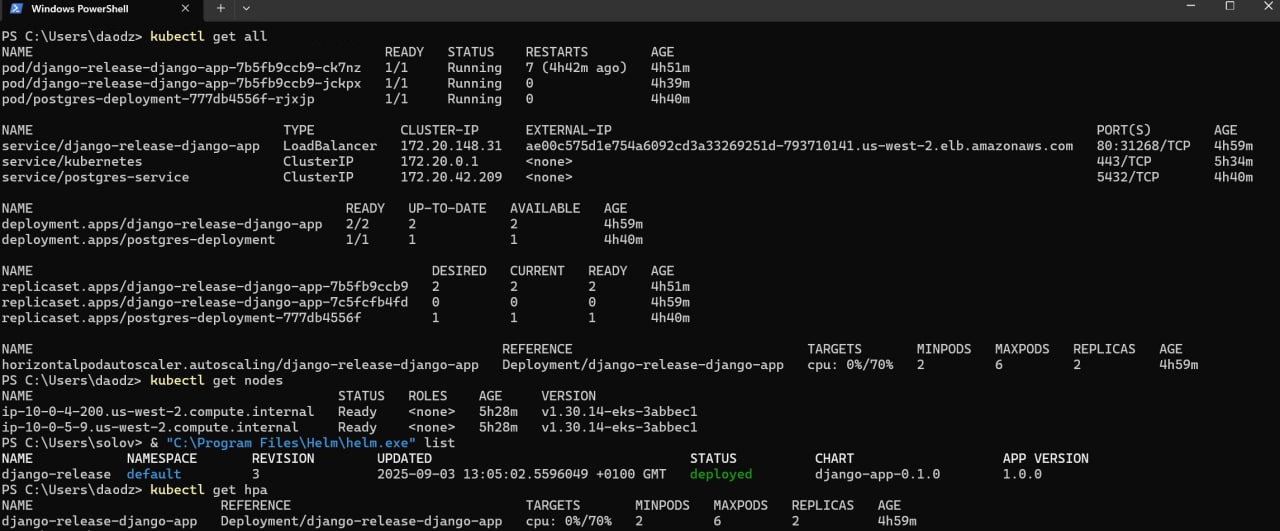 Windows PowerShell
PS C:\Users\daodz> kubectl get all
NAME READY STATUS RESTARTS AGE
pod/django-release-django-app-7b5fb9ccb9-ck7nz 1/1 Running 7 (4h42m ago) 4h51m
pod/django-release-django-app-7b5fb9ccb9-jckpx 1/1 Running 0 4h39m
pod/postgres-deployment-777db4556f-rjxjp 1/1 Running 0 4h40m
NAME TYPE CLUSTER-IP EXTERNAL-IP PORT(S) AGE
service/django-release-django-app LoadBalancer 172.20.148.31 ae00c575d1e754a6092cd3a33269251d-793710141.us-west-2.elb.amazonaws.com 80:31268/TCP 4h59m
service/kubernetes ClusterIP 172.20.0.1 <none> 443/TCP 5h34m
service/postgres-service ClusterIP 172.20.42.209 <none> 5432/TCP 4h40m
NAME READY UP-TO-DATE AVAILABLE AGE
deployment.apps/django-release-django-app 2/2 2 2 4h59m
deployment.apps/postgres-deployment 1/1 1 1 4h40m
NAME DESIRED CURRENT READY AGE
replicaset.apps/django-release-django-app-7b5fb9ccb9 2 2 2 4h51m
replicaset.apps/django-release-django-app-7c5fcfb4fd 0 0 0 4h59m
replicaset.apps/postgres-deployment-777db4556f 1 1 1 4h40m
NAME REFERENCE TARGETS MINPODS MAXPODS REPLICAS AGE
horizontalpodautoscaler.autoscaling/django-release-django-app Deployment/django-release-django-app cpu: 0%/70% 2 6 2 4h59m
PS C:\Users\daodz> kubectl get nodes
NAME STATUS ROLES AGE VERSION
ip-10-0-4-200.us-west-2.compute.internal Ready <none> 5h28m v1.30.14-eks-3abbec1
ip-10-0-5-9.us-west-2.compute.internal Ready <none> 5h28m v1.30.14-eks-3abbec1
PS C:\Users\solov> & "C:\Program Files\Helm\helm.exe" list
NAME NAMESPACE REVISION UPDATED STATUS CHART APP VERSION
django-release default 3 2025-09-03 13:05:02.5596049 +0100 GMT deployed django-app-0.1.0 1.0.0
PS C:\Users\daodz> kubectl get hpa
NAME REFERENCE TARGETS MINPODS MAXPODS REPLICAS AGE
django-release-django-app Deployment/django-release-django-app cpu: 0%/70% 2 6 2 4h59m